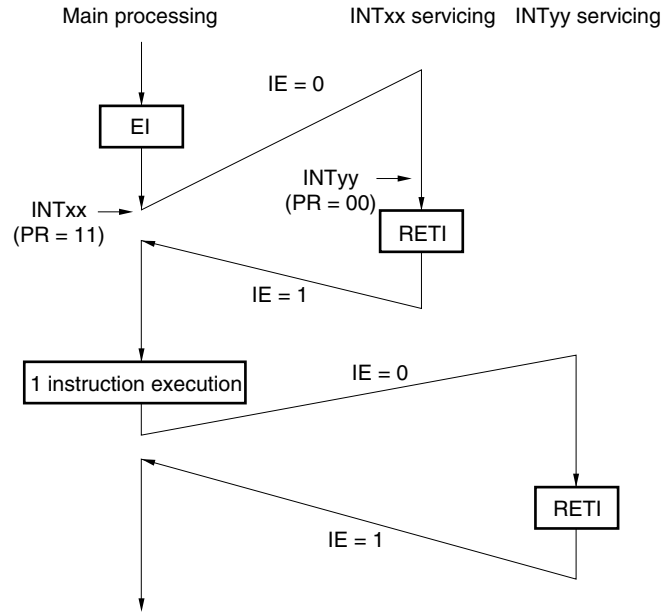 Main processing
INTxx servicing
INTyy servicing
IE = 0
EI
INTyy
(PR = 00)
INTxx
(PR = 11)
RETI
IE = 1
1 instruction execution
IE = 0
RETI
IE = 1